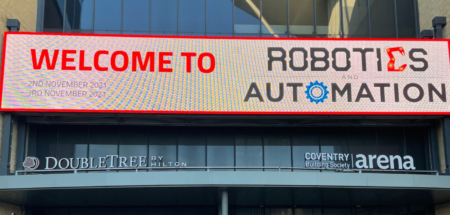 WELCOME TO
2ND NOVEMBER 2021
3RD NOVEMBER 2021
ROBOTICS
AND
AUTOMATION
DOUBLETREE
BY
HILTON
COVENTRY
Building Society
arena